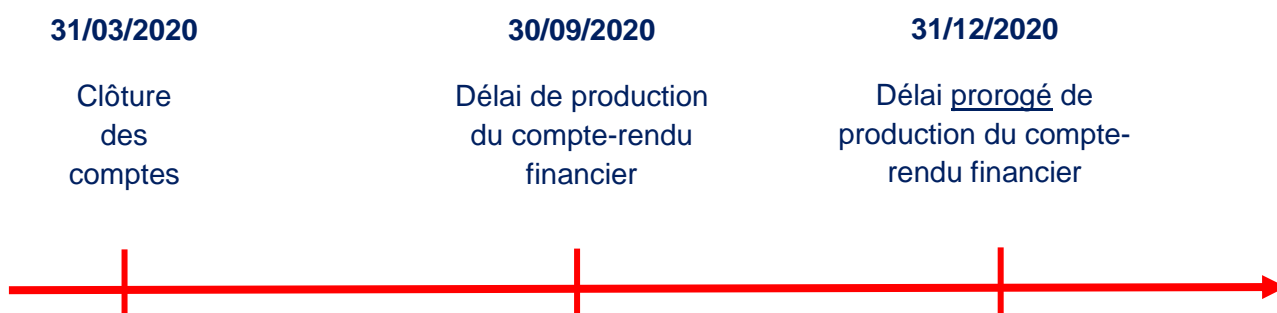 31/03/2020
Clôture
des
comptes
30/09/2020
Délai de production
du compte-rendu
financier
31/12/2020
Délai prorogé de
production du compte-
rendu financier